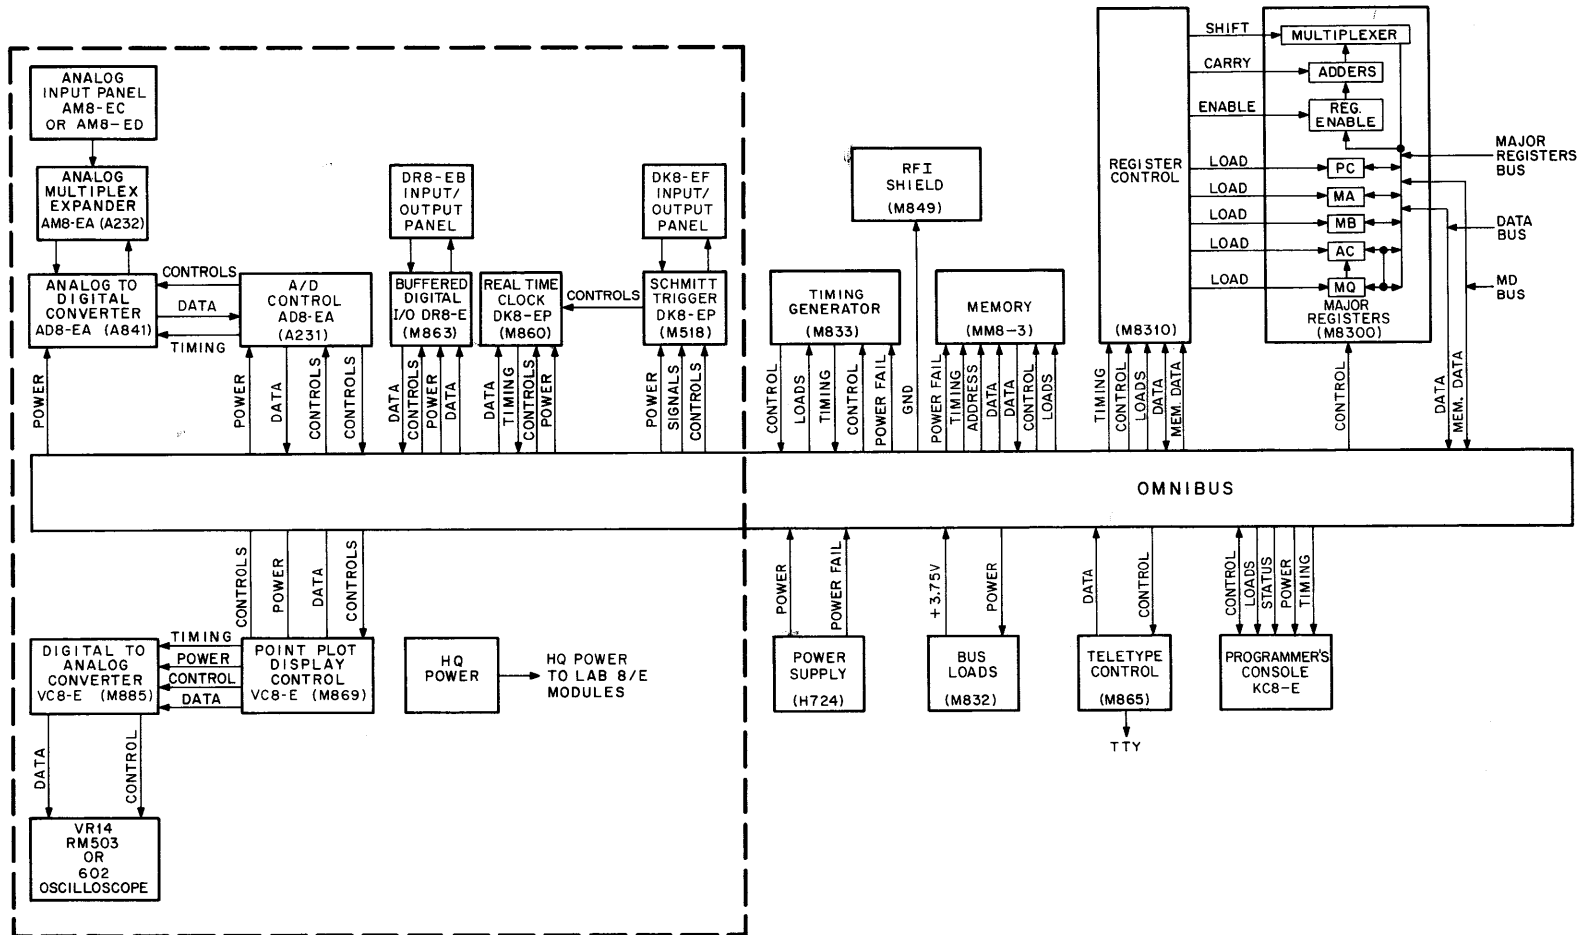 ANALOG
INPUT PANEL
AM8-EC
OR AM8-ED
ANALOG
MULTIPLEX
EXPANDER
AM8-EA (A232)
ANALOG TO
DIGITAL
CONVERTER
AD8-EA (A841)
CONTROLS
DATA
TIMING
A/D
CONTROL
AD8-EA
(A231)
DR8-EB
INPUT/
OUTPUT
PANEL
BUFFERED
DIGITAL
I/O DR8-E
(M863)
REAL TIME
CLOCK
DK8-EP
(M860)
CONTROLS
DK8-EF
INPUT/
OUTPUT
PANEL
SCHMITT
TRIGGER
DK8-EP
(M518)
RFI
SHIELD
(M849)
TIMING
GENERATOR
(M833)
MEMORY
(MM8-3)
REGISTER
CONTROL
(M8310)
SHIFT
CARRY
ENABLE
LOAD
LOAD
LOAD
LOAD
LOAD
MULTIPLEXER
ADDERS
REG.
ENABLE
PC
MA
MB
AC
MQ
MAJOR
REGISTERS
(M8300)
MAJOR
REGISTERS
BUS
DATA
BUS
MD
BUS
POWER
POWER
DATA
CONTROLS
CONTROLS
DATA
CONTROLS
POWER
DATA
DATA
TIMING
CONTROLS
POWER
POWER
SIGNALS
CONTROLS
CONTROL
LOADS
TIMING
CONTROL
POWER FAIL
GND
POWER FAIL
TIMING
ADDRESS
DATA
DATA
CONTROL
LOADS
TIMING
CONTROL
LOADS
DATA
MEM. DATA
CONTROL
DATA
MEM. DATA
OMNIBUS
CONTROLS
POWER
DATA
CONTROLS
POWER
POWER FAIL
+3.75V
POWER
DATA
CONTROL
CONTROL
LOADS
STATUS
POWER
TIMING
DIGITAL TO
ANALOG
CONVERTER
VC8-E (M885)
TIMING
POWER
CONTROL
DATA
POINT PLOT
DISPLAY
CONTROL
VC8-E (M869)
HQ
POWER
HQ POWER
TO LAB 8/E
MODULES
POWER
SUPPLY
(H724)
BUS
LOADS
(M832)
TELETYPE
CONTROL
(M865)
TTY
PROGRAMMER'S
CONSOLE
KC8-E
DATA
CONTROL
VR14
RM503
OR
602
OSCILLOSCOPE